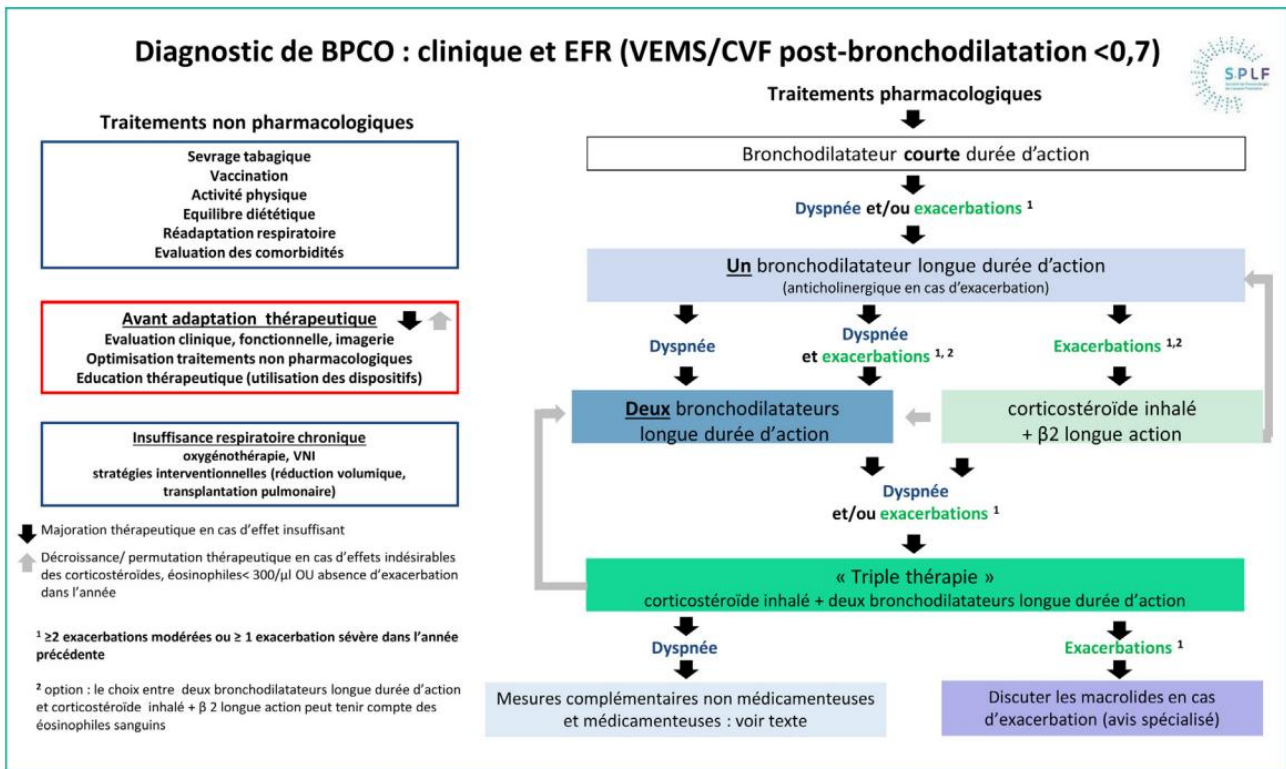 Diagnostic de BPCO : clinique et EFR (VEMS/CVF post-bronchodilatation <0,7)
S.P.L.F
Traitements non pharmacologiques
Sevrage tabagique
Vaccination
Activité physique
Equilibre diététique
Réadaptation respiratoire
Evaluation des comorbidités
Avant adaptation thérapeutique
Evaluation clinique, fonctionnelle, imagerie
Optimisation traitements non pharmacologiques
Education thérapeutique (utilisation des dispositifs)
Insuffisance respiratoire chronique
oxygénothérapie, VNI
stratégies interventionnelles (réduction volumique,
transplantation pulmonaire)
Majoration thérapeutique en cas d'effet insuffisant
Décroissance/ permutation thérapeutique en cas d'effets indésirables
des corticostéroïdes, éosinophiles< 300/µl OU absence d'exacerbation
dans l'année
¹ ≥2 exacerbations modérées ou ≥ 1 exacerbation sévère dans l'année
précédente
² option : le choix entre deux bronchodilatateurs longue durée d'action
et corticostéroïde inhalé + β 2 longue action peut tenir compte des
éosinophiles sanguins
Traitements pharmacologiques
Bronchodilatateur courte durée d'action
Dyspnée et/ou exacerbations ¹
Un bronchodilatateur longue durée d'action
(anticholinergique en cas d'exacerbation)
Dyspnée
Dyspnée
et exacerbations ¹, ²
Exacerbations ¹,²
Deux bronchodilatateurs
longue durée d'action
corticostéroïde inhalé
+ β2 longue action
Dyspnée
et/ou exacerbations ¹
« Triple thérapie »
corticostéroïde inhalé + deux bronchodilatateurs longue durée d'action
Dyspnée
Exacerbations ¹
Mesures complémentaires non médicamenteuses
et médicamenteuses : voir texte
Discuter les macrolides en cas
d'exacerbation (avis spécialisé)